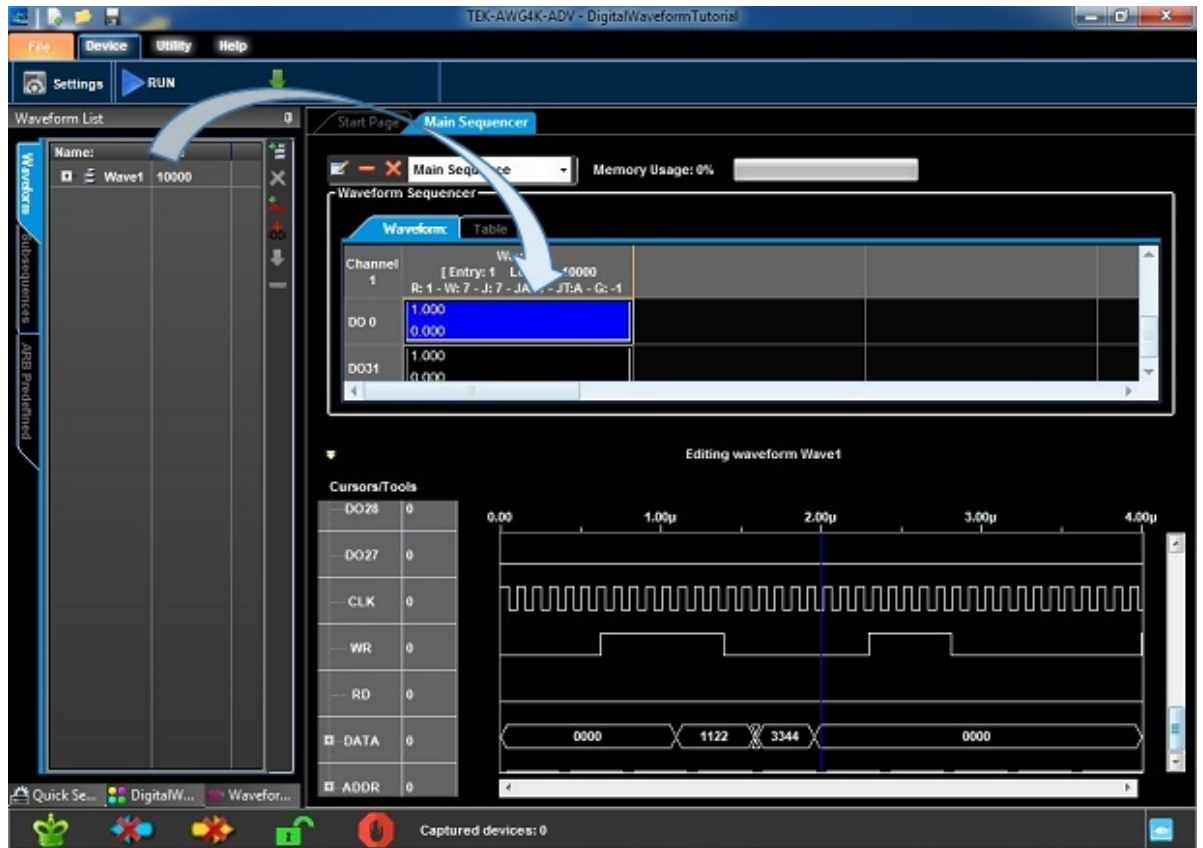 TEK-AWG4K-ADV - DigitalWaveformTutorial
File Device Utility Help
Settings RUN
Waveform List
Start Page Main Sequencer
Name:
Wave1 10000
Waveform
Subsequences
ARB Predefined
Main Sequence Memory Usage: 0%
Waveform Sequencer
Waveform: Table
Channel 1
[ Entry: 1 10000
R: 1 - W: 7 - J: 7 - JT:A - G: -1
DO 0 1.000
0.000
DO31 1.000
0.000
Editing waveform Wave1
Cursors/Tools
0.00 1.00µ 2.00µ 3.00µ 4.00µ
DO28 0
DO27 0
CLK 0
WR 0
RD 0
DATA 0 0000 1122 3344 0000
ADDR 0
Quick Se... DigitalW... Wavefor...
Captured devices: 0